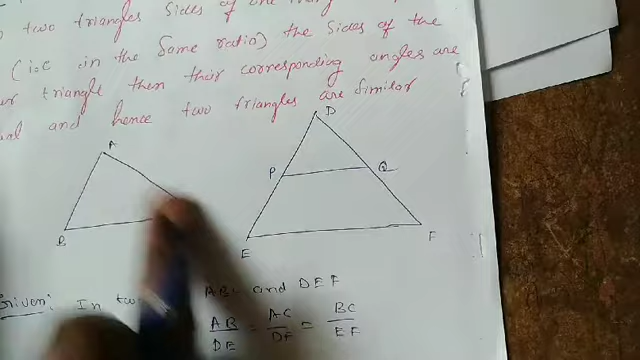 two triangles sides of one
(i.e in the same ratio) the sides of the
triangle then their corresponding angles are
and hence two triangles are similar
A
D
P
Q
B
E
F
Given: In two ABC and DEF
AB/DE = AC/DF = BC/EF